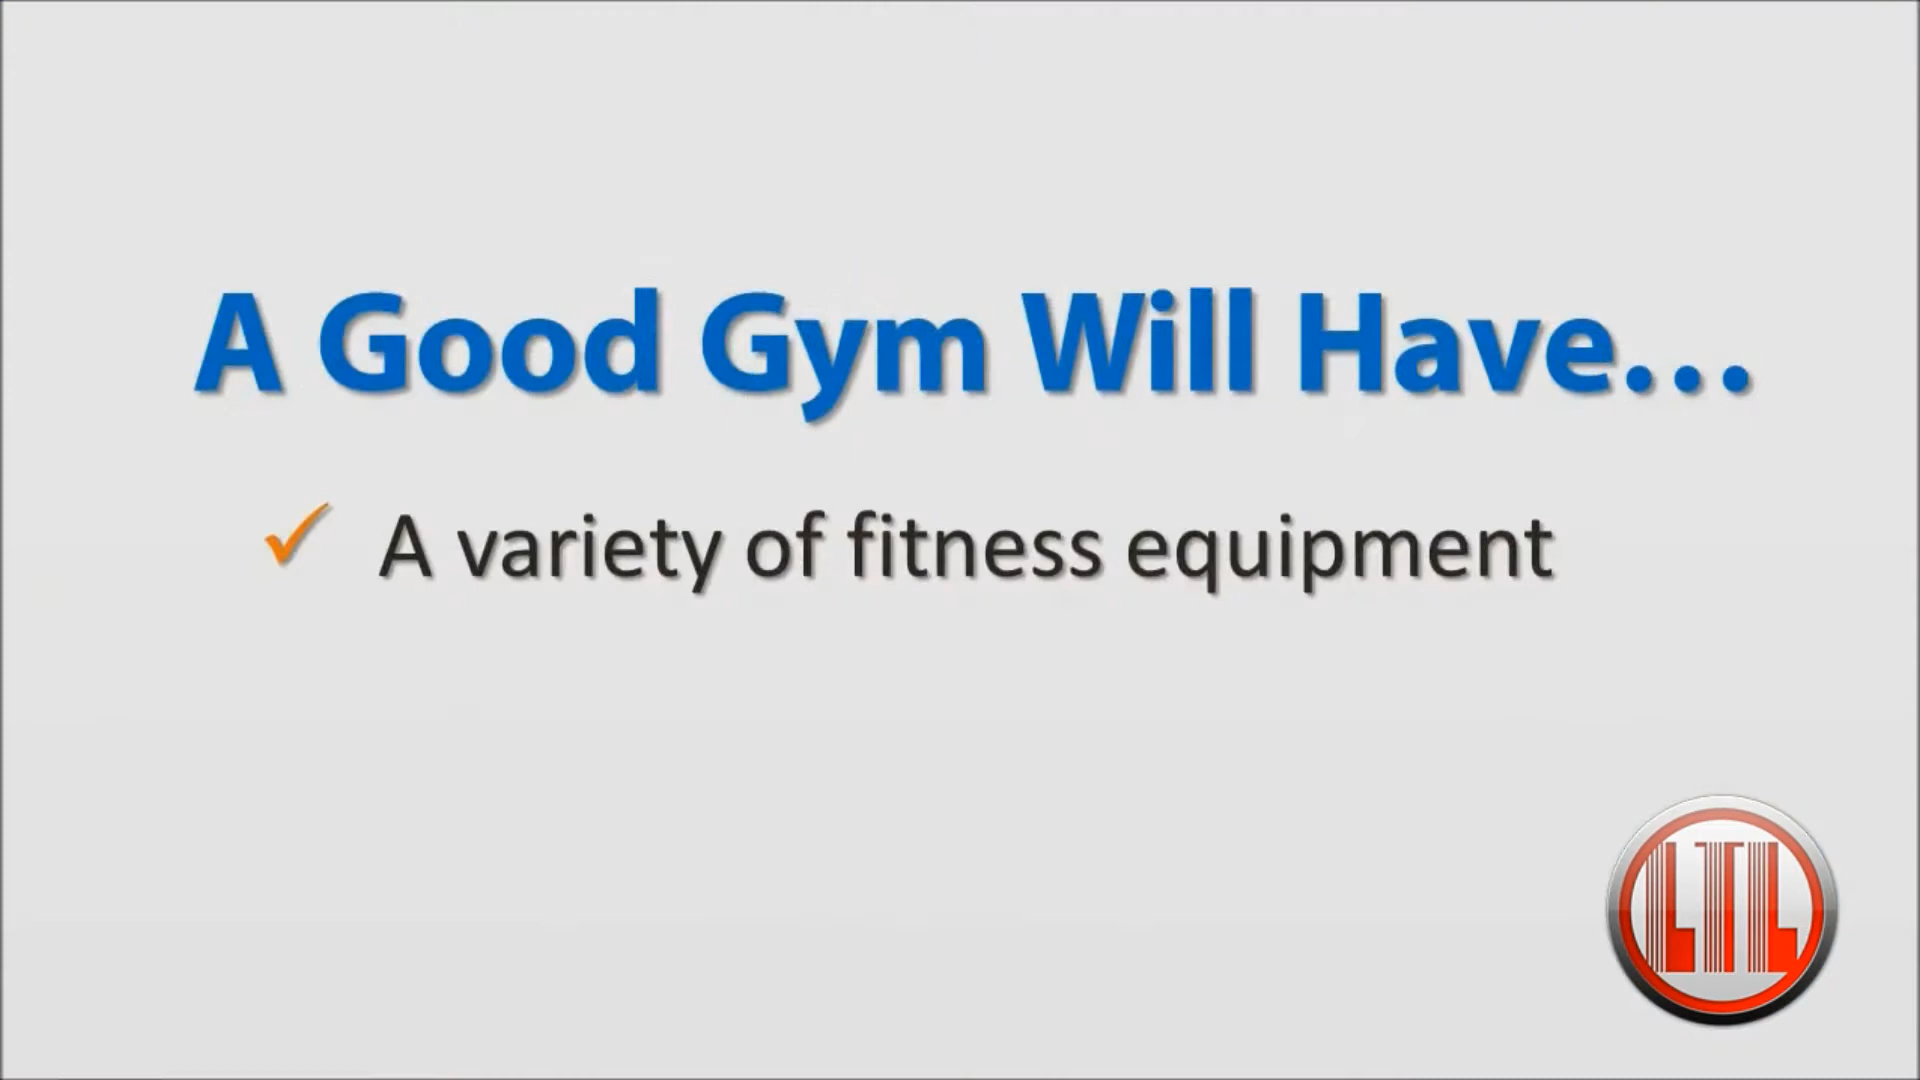 A Good Gym Will Have...
✓ A variety of fitness equipment
LTL